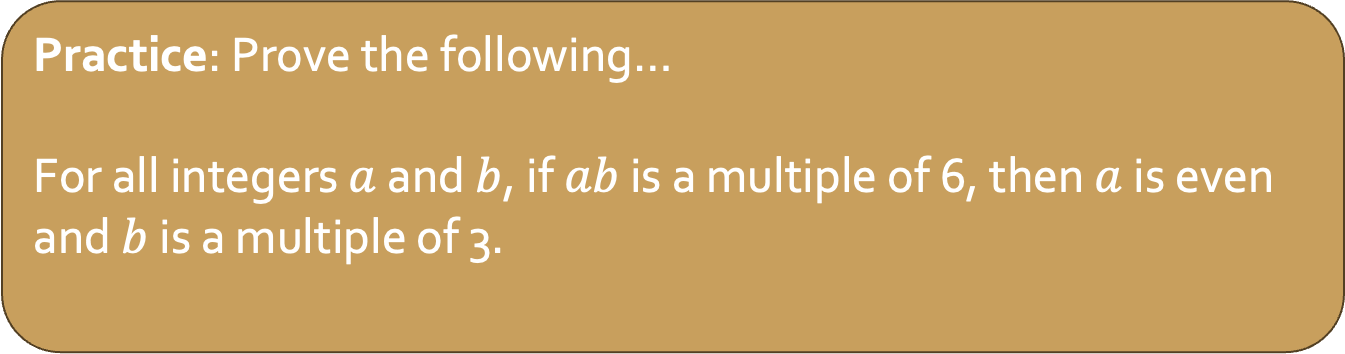 Practice: Prove the following...
For all integers a and b, if ab is a multiple of 6, then a is even
and b is a multiple of 3.